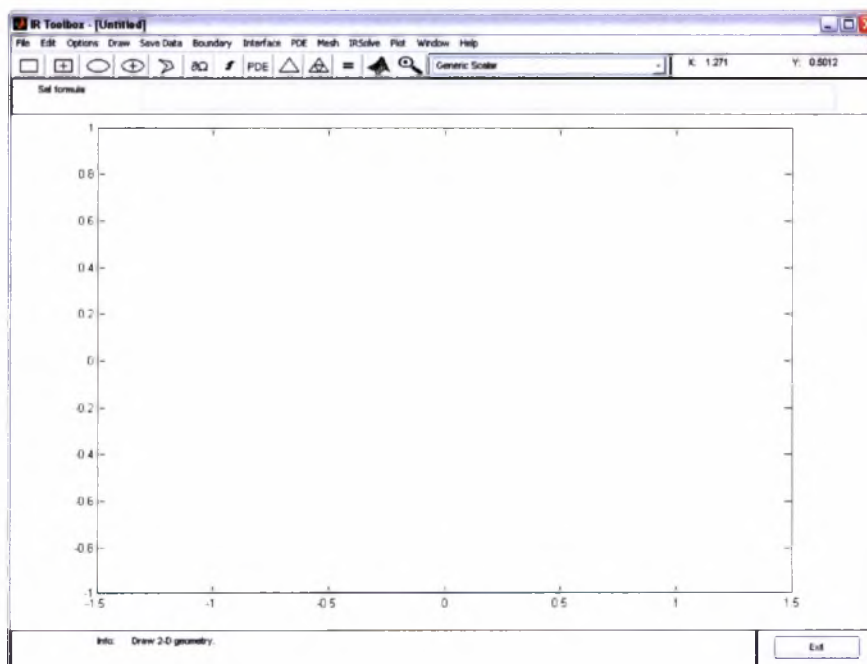 IR Toolbox - [Untitled]
File Edit Options Draw Save Data Boundary Interface PDE Mesh IRSolve Plot Window Help
∂Ω PDE = Generic Scalar X: 1.271 Y: 0.5012
Set formula
1
0.8
0.6
0.4
0.2
0
-0.2
-0.4
-0.6
-0.8
-1
-1.5 -1 -0.5 0 0.5 1 1.5
Info: Draw 2-D geometry. Exit